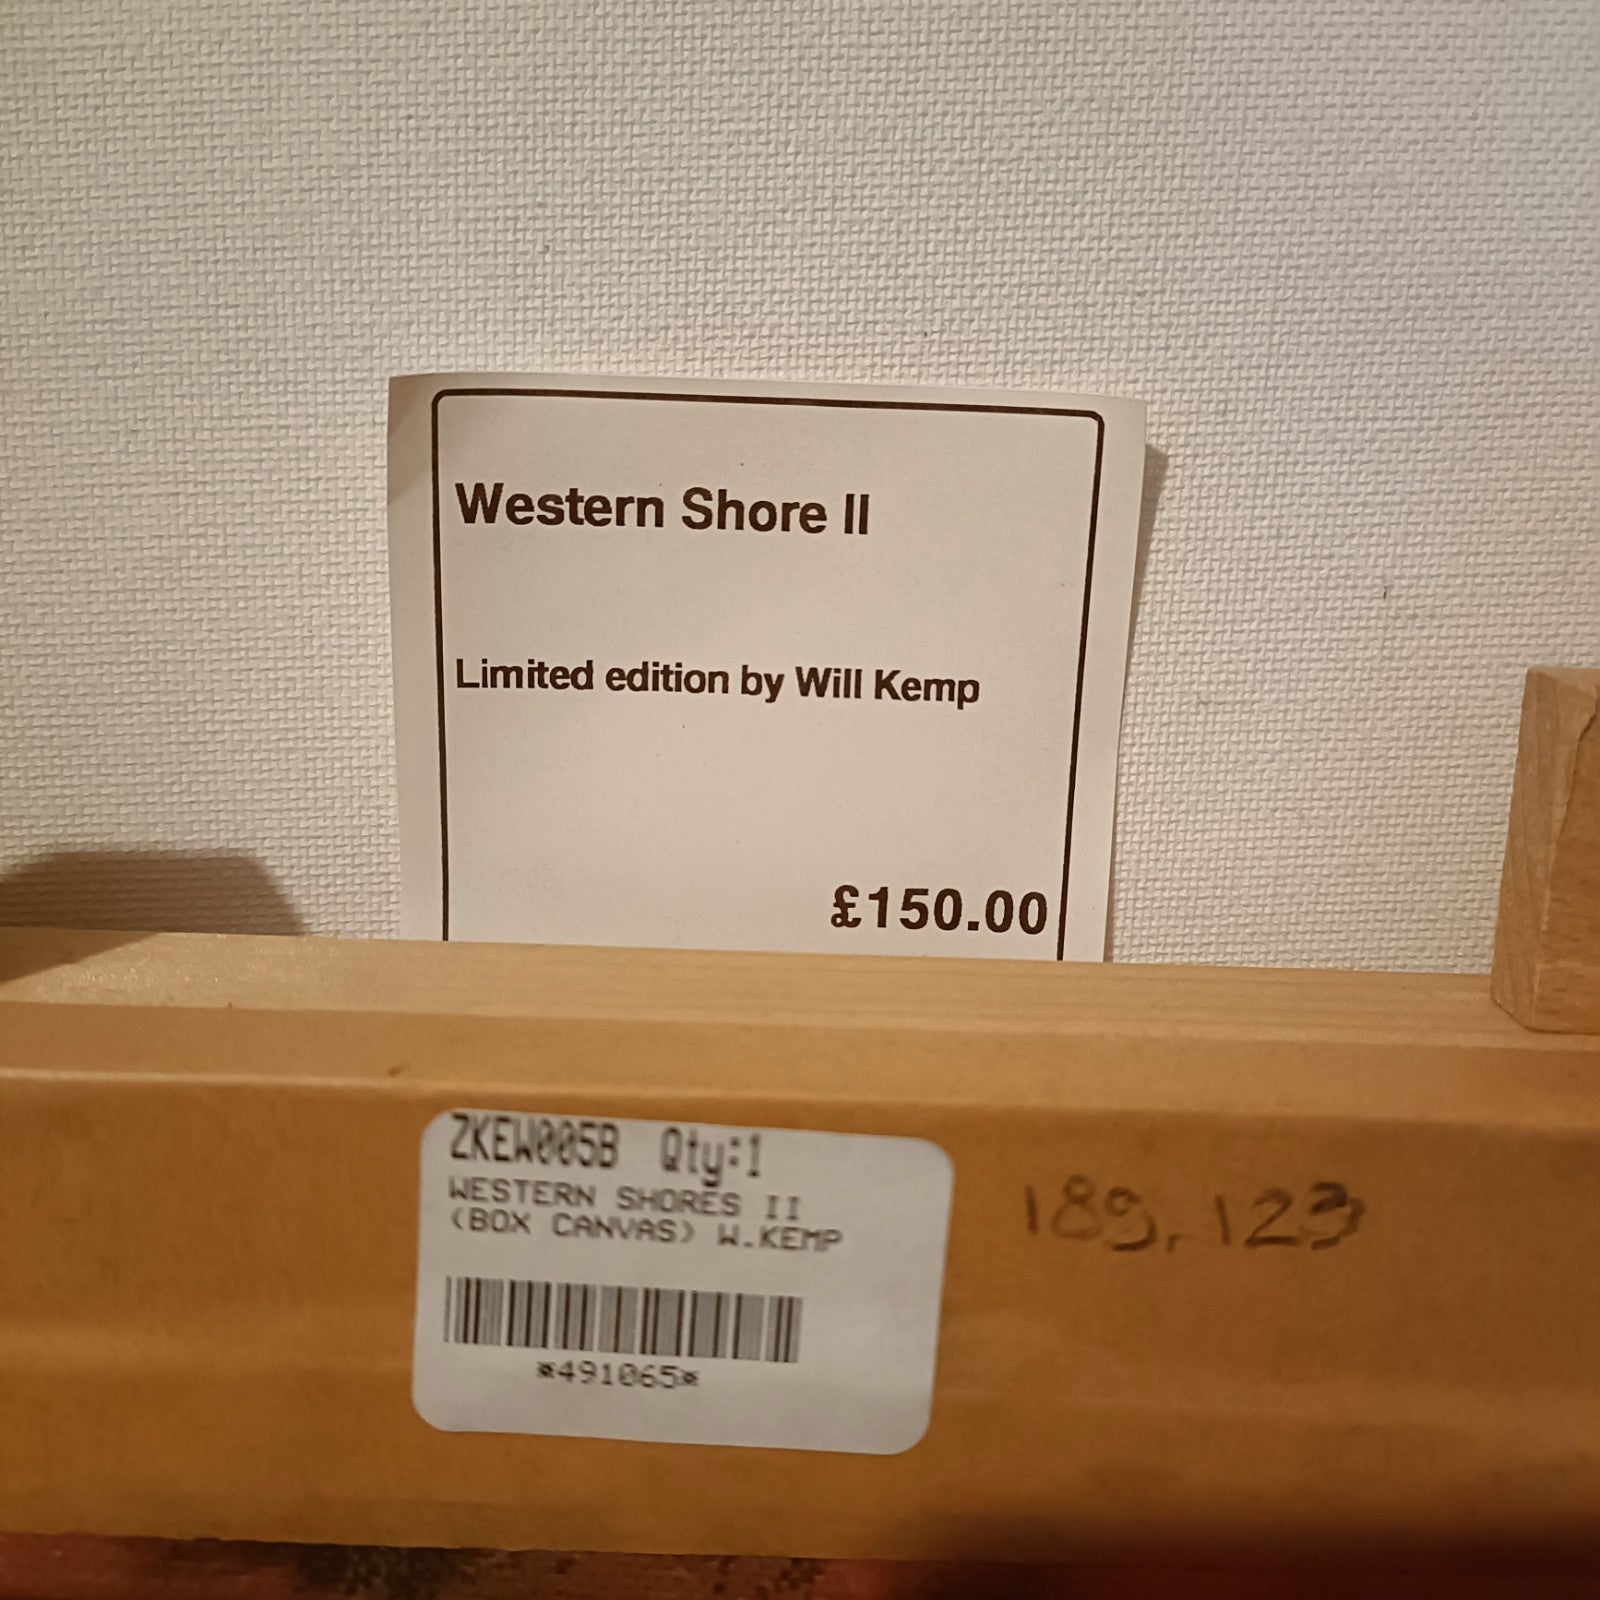 Western Shore II
Limited edition by Will Kemp
£150.00
ZKEW005B Qty:1
WESTERN SHORES II
(BOX CANVAS) W.KEMP
*491065*
189, 123